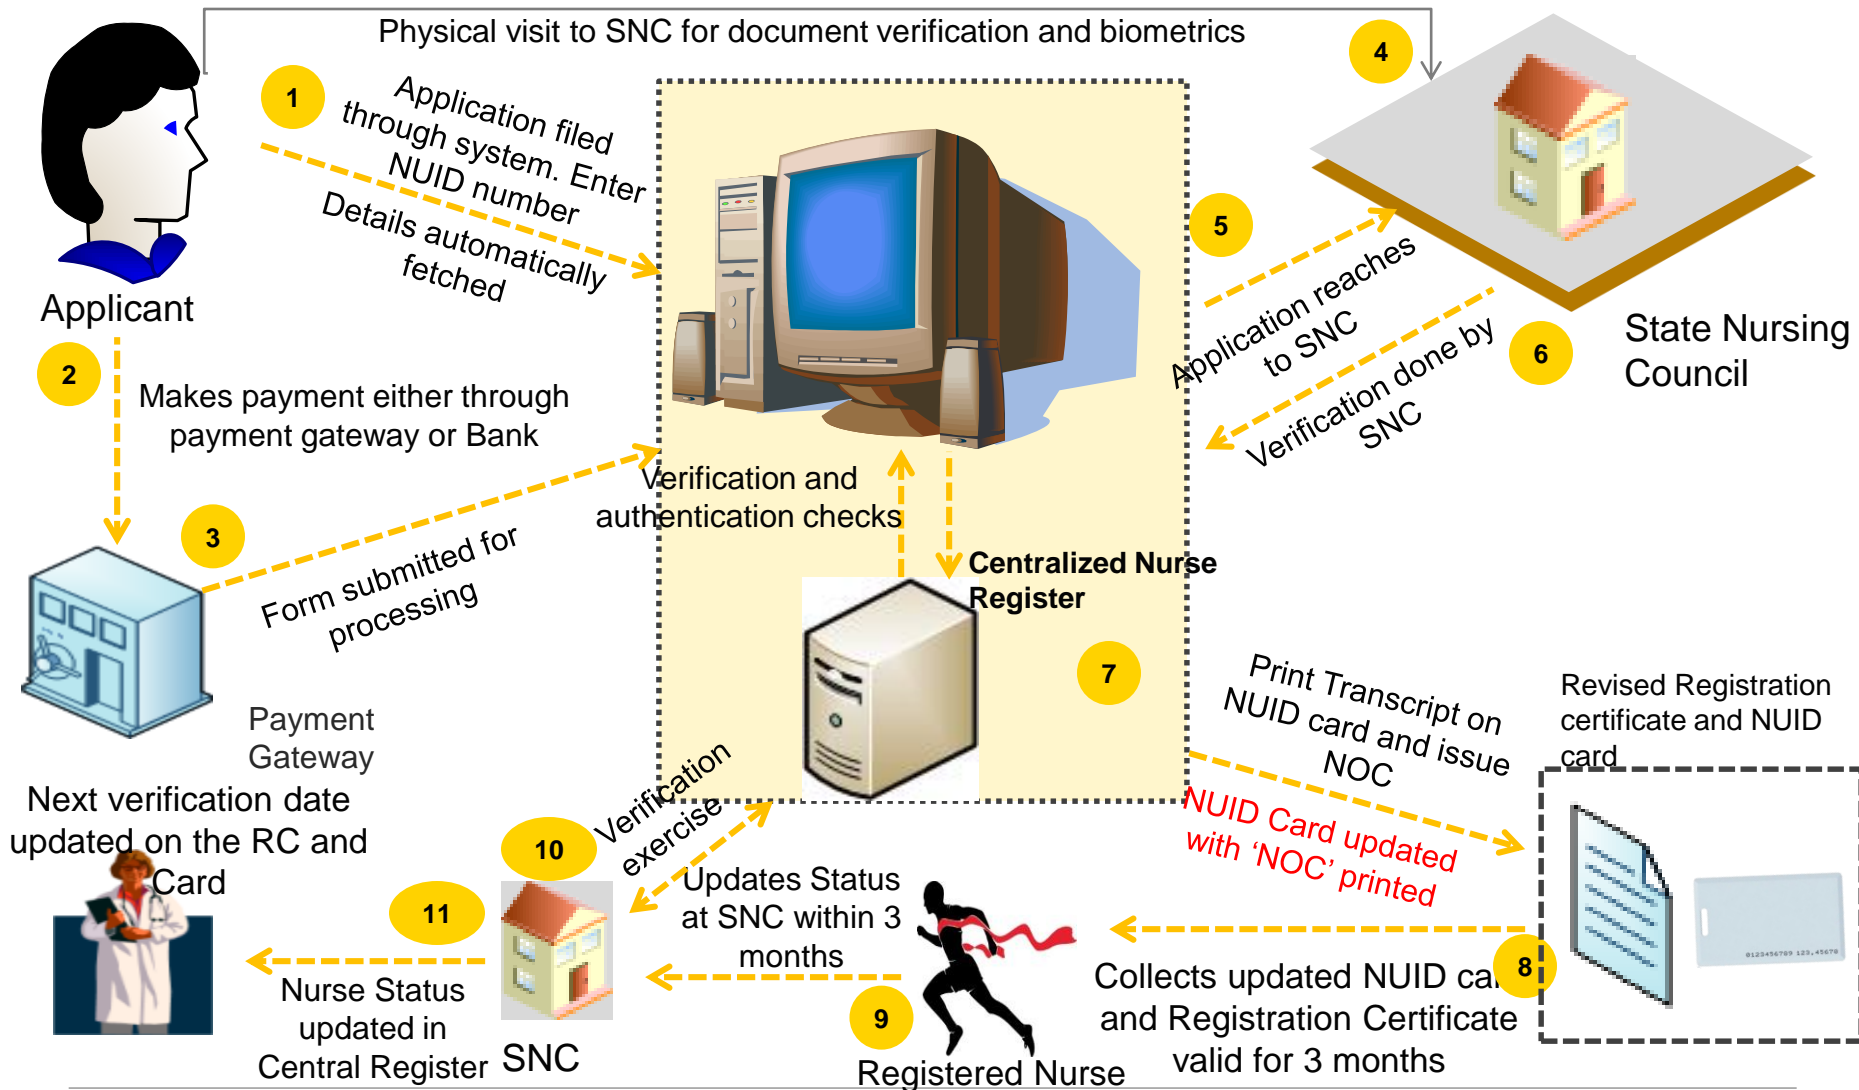 Physical visit to SNC for document verification and biometrics
4
1
Application filed
through system. Enter
NUID number
Details automatically
fetched
5
Application reaches
to SNC
Applicant
2
Makes payment either through
payment gateway or Bank
6
Verification done by
SNC
State Nursing
Council
3
Form submitted for
processing
Verification and
authentication checks
Centralized Nurse
Register
7
Payment
Gateway
Print Transcript on
NUID card and issue
NOC
NUID Card updated
with ‘NOC’ printed
Revised Registration
certificate and NUID
card
0123456789 123,45678
8
Collects updated NUID ca
and Registration Certificate
valid for 3 months
Registered Nurse
9
Updates Status
at SNC within 3
months
10
Verification
exercise
SNC
11
Nurse Status
updated in
Central Register
Next verification date
updated on the RC and
Card